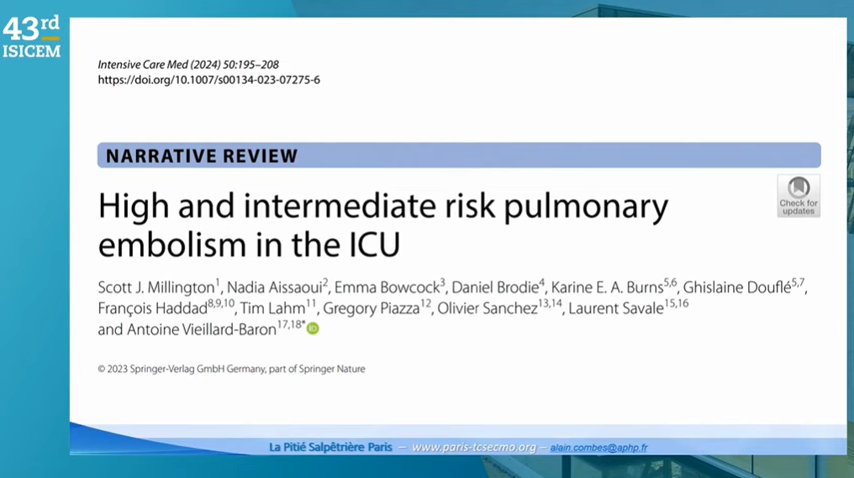 43rd
ISICEM
Intensive Care Med (2024) 50:195–208
https://doi.org/10.1007/s00134-023-07275-6
NARRATIVE REVIEW
Check for
updates
High and intermediate risk pulmonary
embolism in the ICU
Scott J. Millington1, Nadia Aissaoui2, Emma Bowcock3, Daniel Brodie4, Karine E. A. Burns5,6, Ghislaine Douflé5,7,
François Haddad8,9,10, Tim Lahm11, Gregory Piazza12, Olivier Sanchez13,14, Laurent Savale15,16
and Antoine Vieillard-Baron17,18* iD
© 2023 Springer-Verlag GmbH Germany, part of Springer Nature
La Pitié Salpêtrière Paris – www.paris-tcsecmo.org – alain.combes@aphp.fr